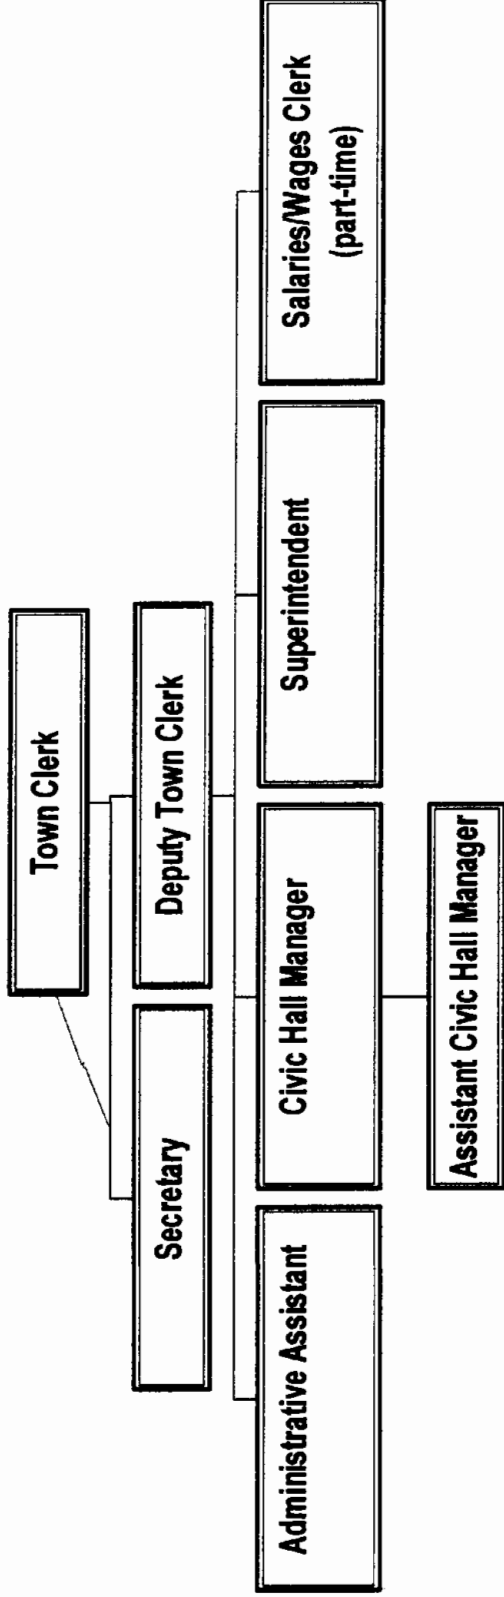 Town Clerk
Secretary
Deputy Town Clerk
Administrative Assistant
Civic Hall Manager
Superintendent
Salaries/Wages Clerk
(part-time)
Assistant Civic Hall Manager